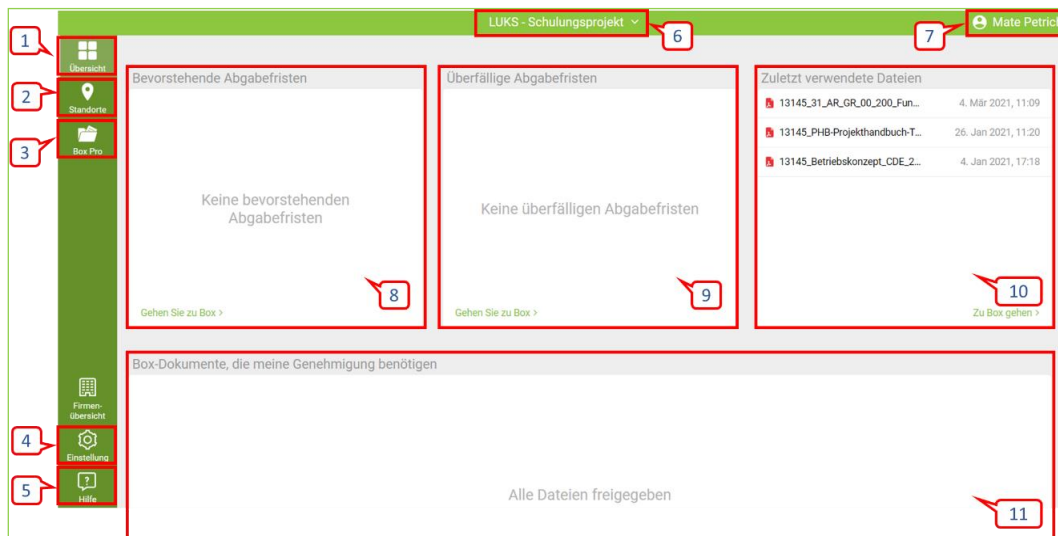 LUKS - Schulungsprojekt
6
7
Mate Petric
1
Übersicht
2
Standorte
3
Box Pro
Bevorstehende Abgabefristen
Keine bevorstehenden
Abgabefristen
8
Gehen Sie zu Box >
Überfällige Abgabefristen
Keine überfälligen Abgabefristen
9
Gehen Sie zu Box >
Zuletzt verwendete Dateien
13145_31_AR_GR_00_200_Fun... 4. Mär 2021, 11:09
13145_PHB-Projekthandbuch-T... 26. Jan 2021, 11:20
13145_Betriebskonzept_CDE_2... 4. Jan 2021, 17:18
10
Zu Box gehen >
Box-Dokumente, die meine Genehmigung benötigen
Alle Dateien freigegeben
11
Firmen-
übersicht
4
Einstellung
5
?
Hilfe